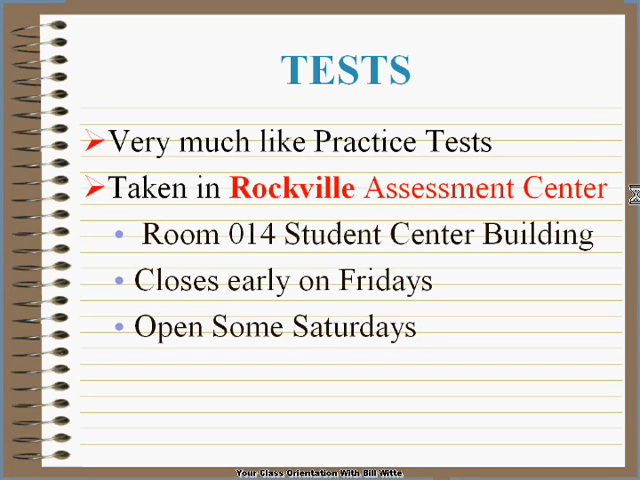 TESTS
Very much like Practice Tests
Taken in Rockville Assessment Center
Room 014 Student Center Building
Closes early on Fridays
Open Some Saturdays
Your Class Orientation With Bill Witte